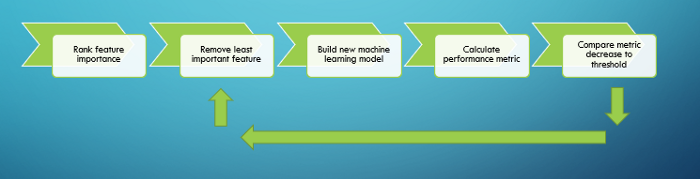 Rank feature
importance
Remove least
important feature
Build new machine
learning model
Calculate
performance metric
Compare metric
decrease to
threshold